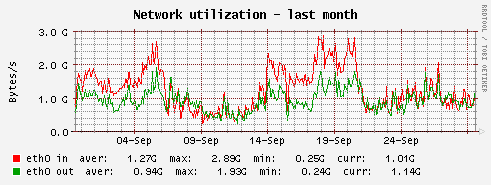 Network utilization - last month
RRDTOOL / TOBI OETIKER
Bytes/s
3.0 G
2.0 G
1.0 G
0.0
04-Sep 09-Sep 14-Sep 19-Sep 24-Sep
eth0 in aver: 1.27G max: 2.89G min: 0.25G curr: 1.01G
eth0 out aver: 0.94G max: 1.93G min: 0.24G curr: 1.14G